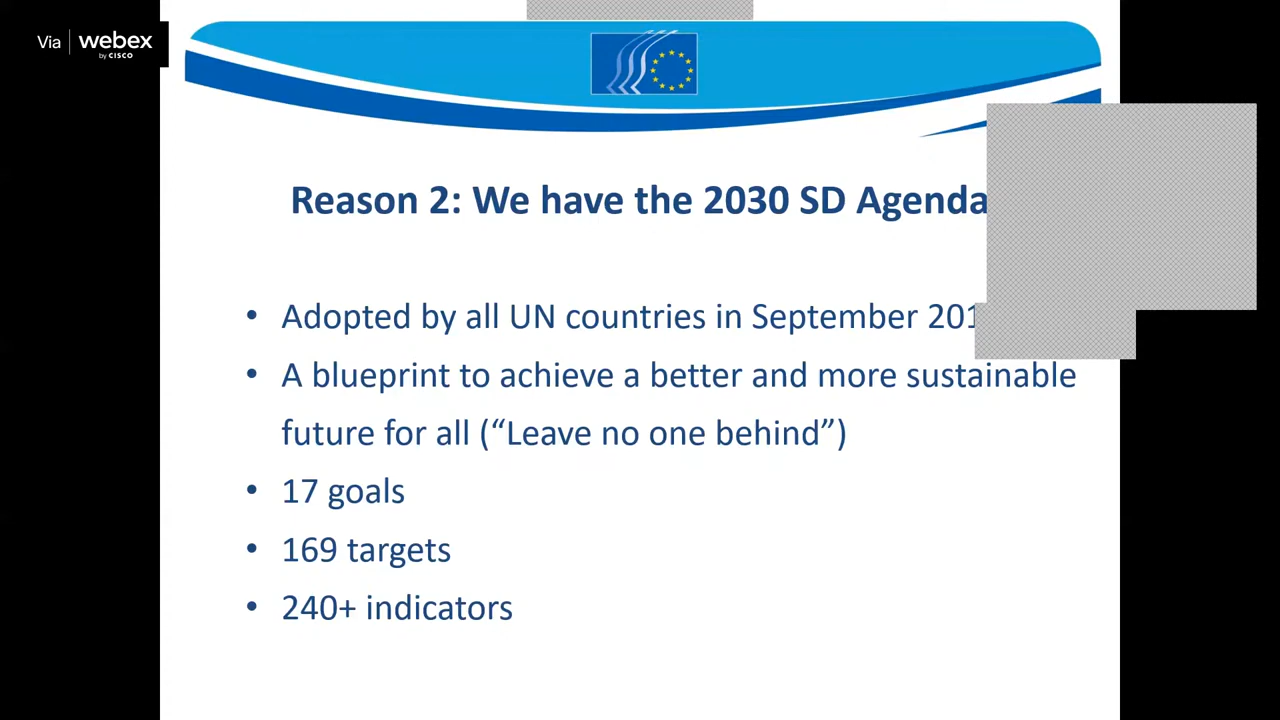 Via webex
by CISCO
Reason 2: We have the 2030 SD Agenda
• Adopted by all UN countries in September
• A blueprint to achieve a better and more sustainable
future for all (“Leave no one behind”)
• 17 goals
• 169 targets
• 240+ indicators